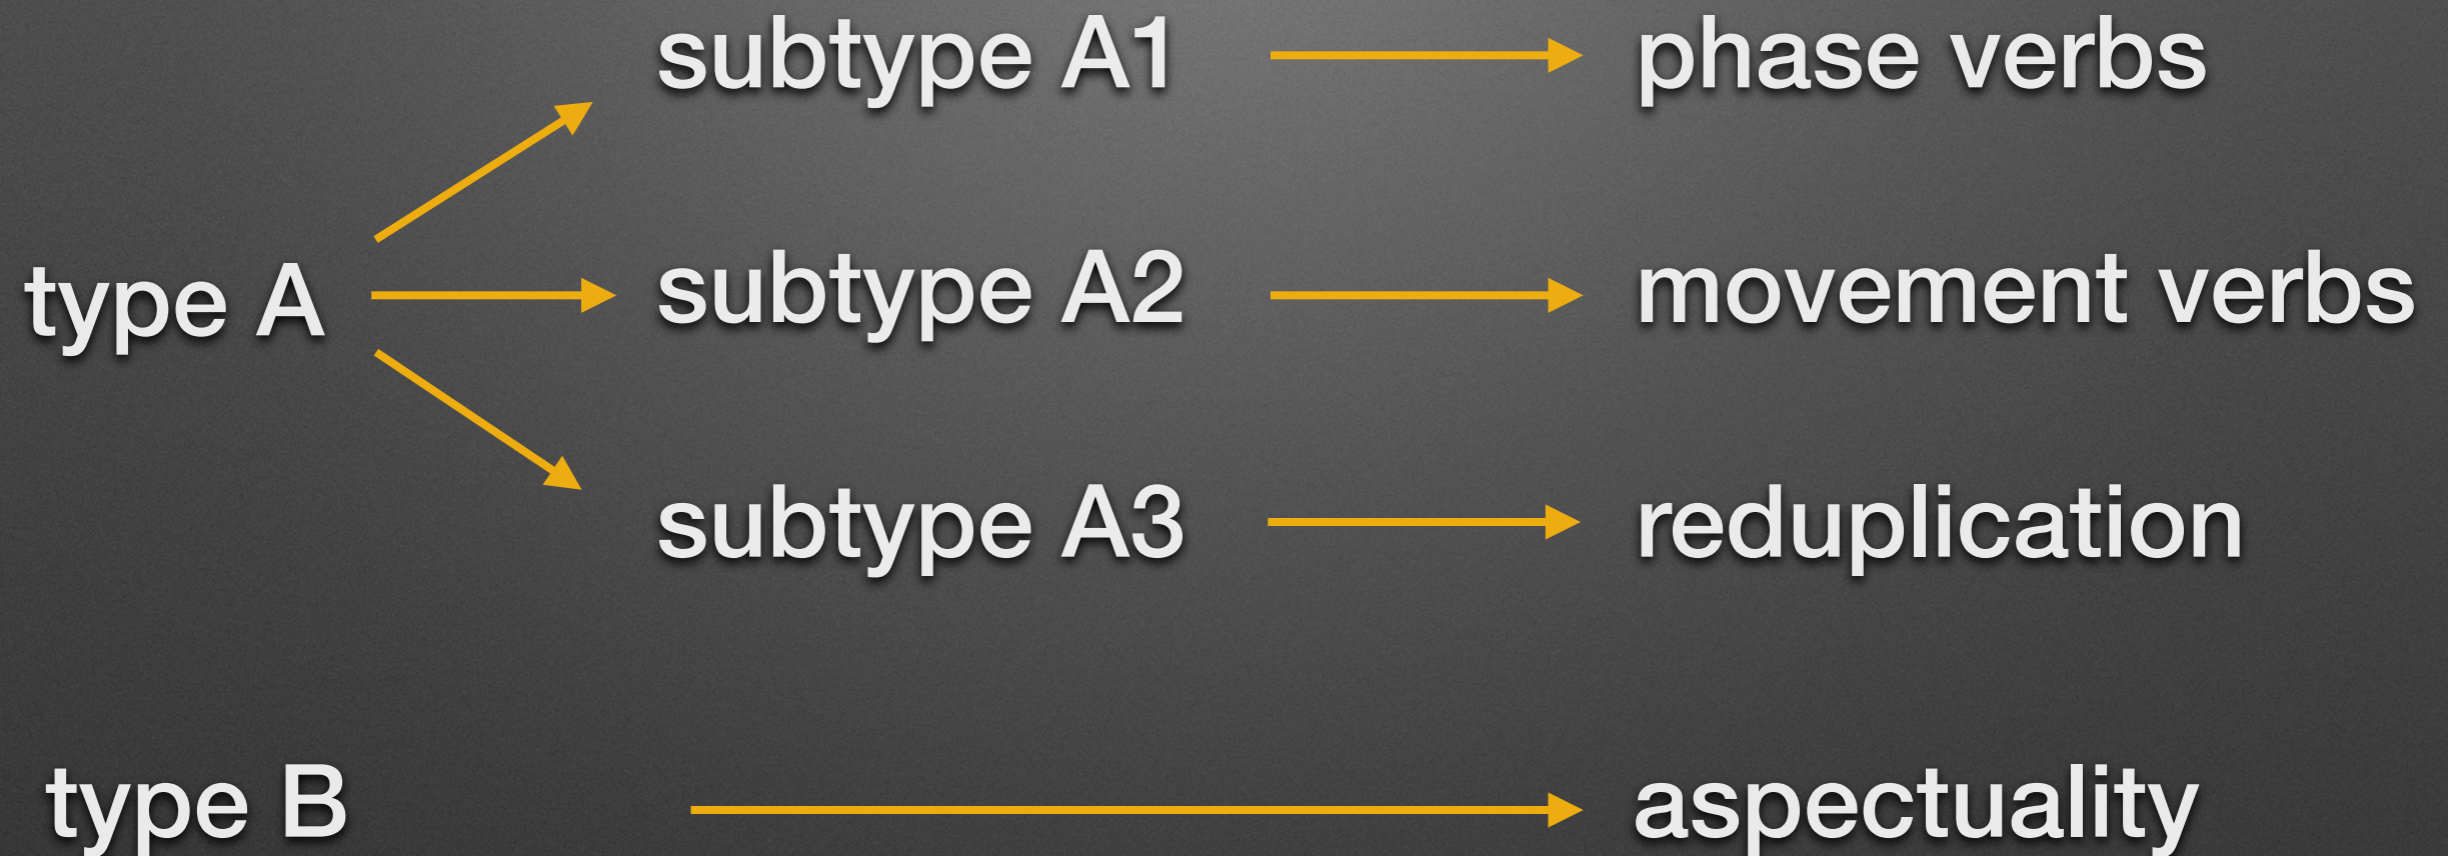 subtype A1 phase verbs
type A subtype A2 movement verbs
subtype A3 reduplication
type B aspectuality